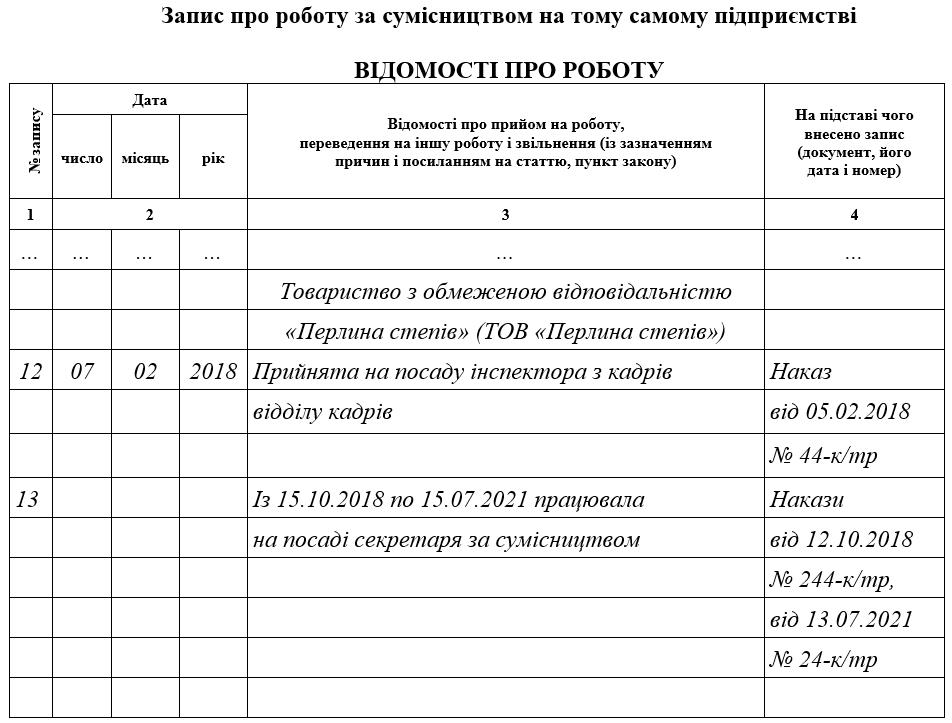 Запис про роботу за сумісництвом на тому самому підприємстві
ВІДОМОСТІ ПРО РОБОТУ
№ запису
Дата
Відомості про прийом на роботу,
переведення на іншу роботу і звільнення (із зазначенням
причин і посиланням на статтю, пункт закону)
На підставі чого
внесено запис
(документ, його
дата і номер)
число місяць рік
1 2 3 4
... ... ... ... ... ...
Товариство з обмеженою відповідальністю
«Перлина степів» (ТОВ «Перлина степів»)
12 07 02 2018 Прийнята на посаду інспектора з кадрів Наказ
відділу кадрів від 05.02.2018
№ 44-к/тр
13 Із 15.10.2018 по 15.07.2021 працювала Накази
на посаді секретаря за сумісництвом від 12.10.2018
№ 244-к/тр,
від 13.07.2021
№ 24-к/тр